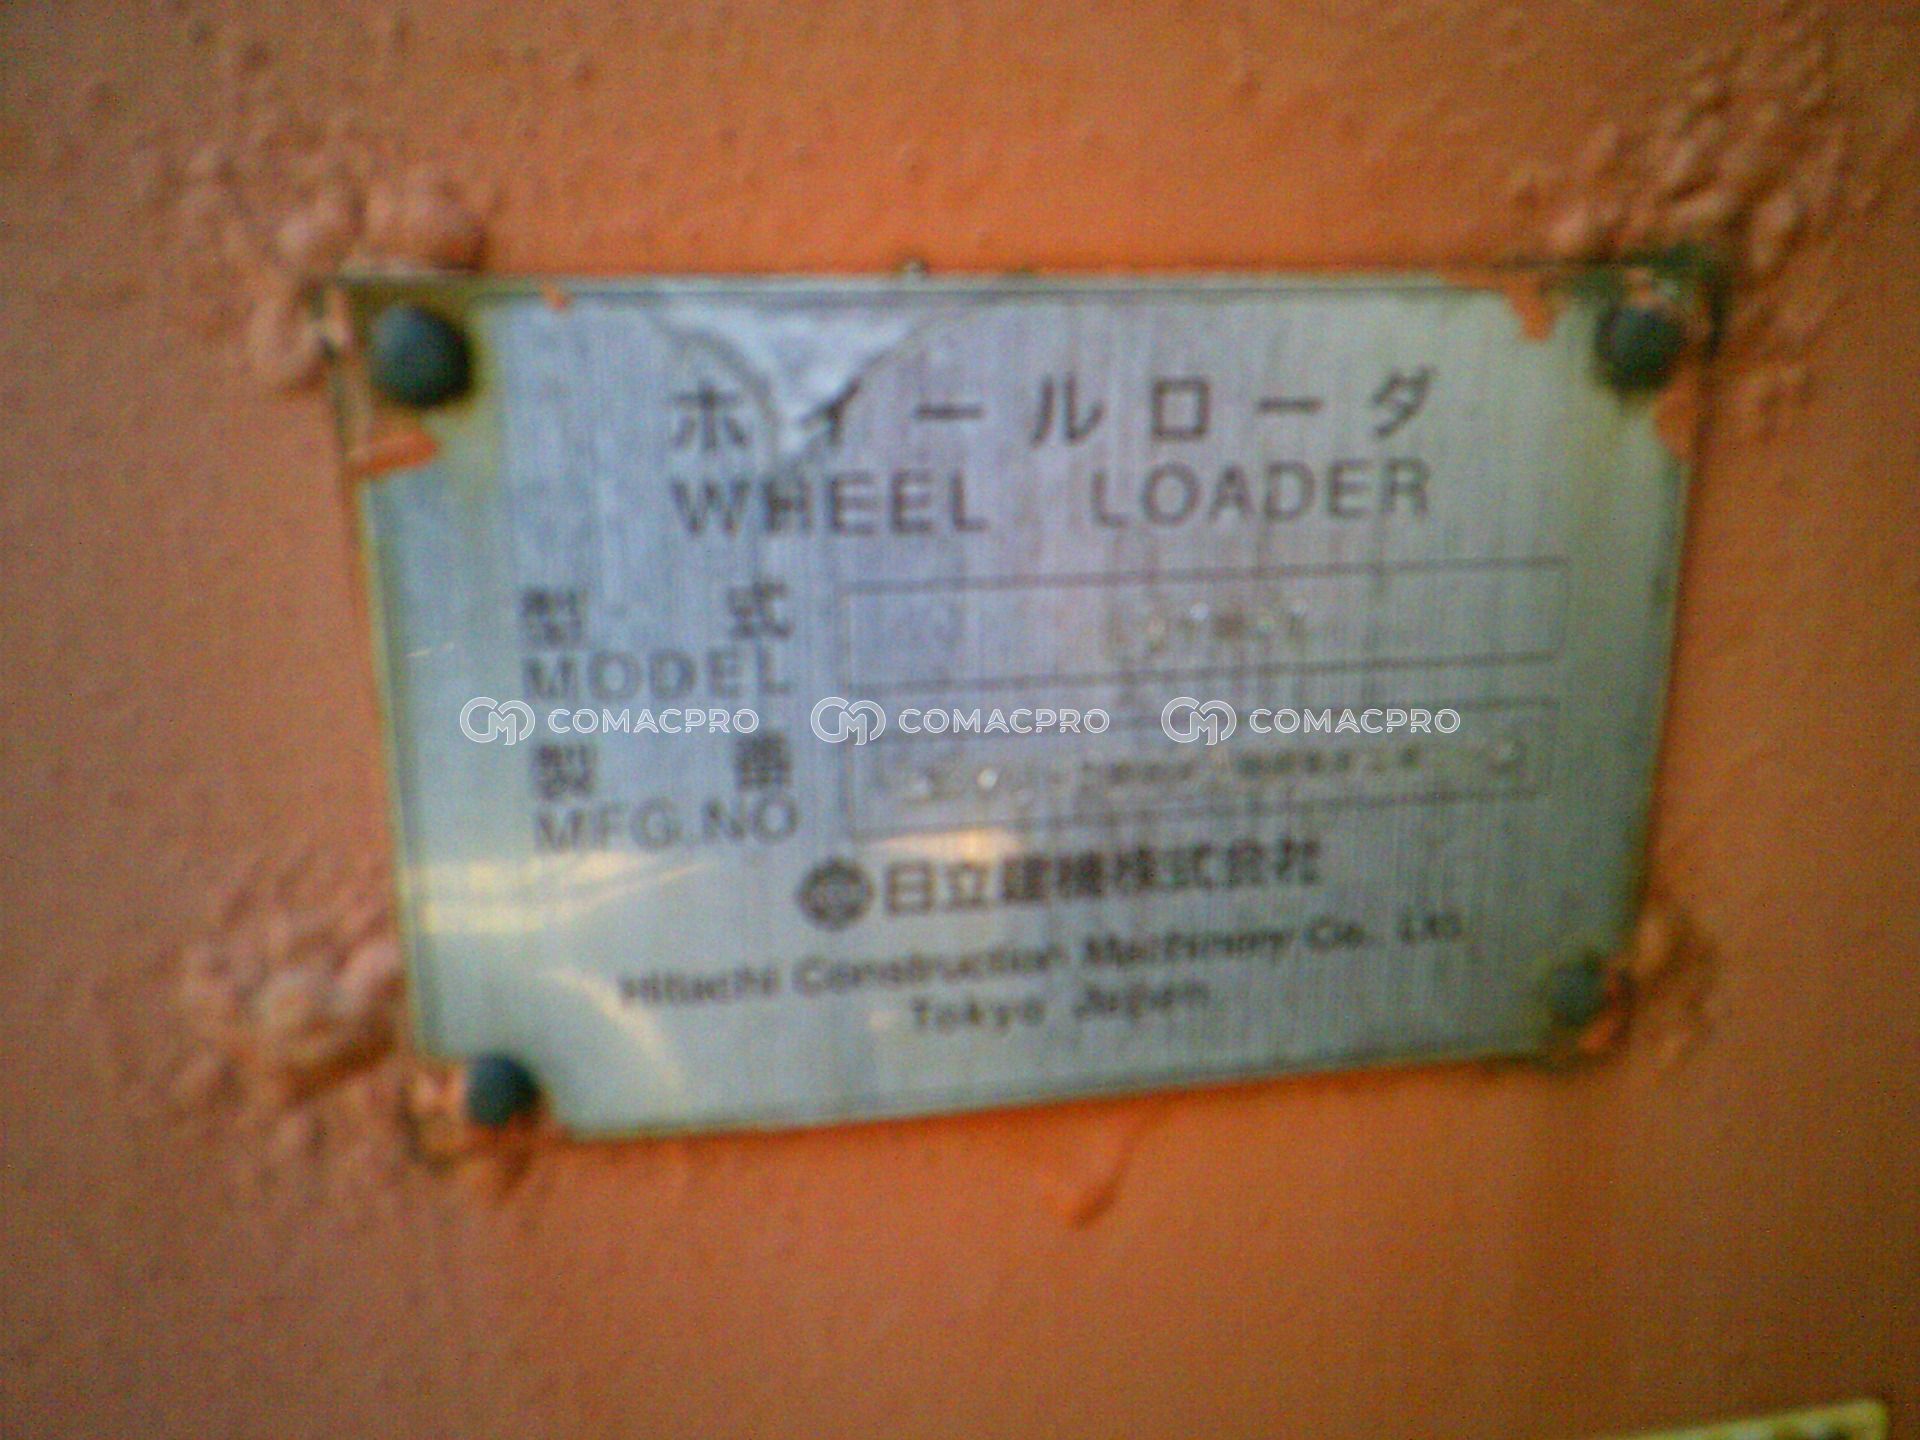 ホイールローダ
WHEEL LOADER
型式
MODEL
COMACPRO COMACPRO COMACPRO
製番
MFG.NO
日立建機株式会社
Hitachi Construction Machinery Co. Ltd.
Tokyo Japan